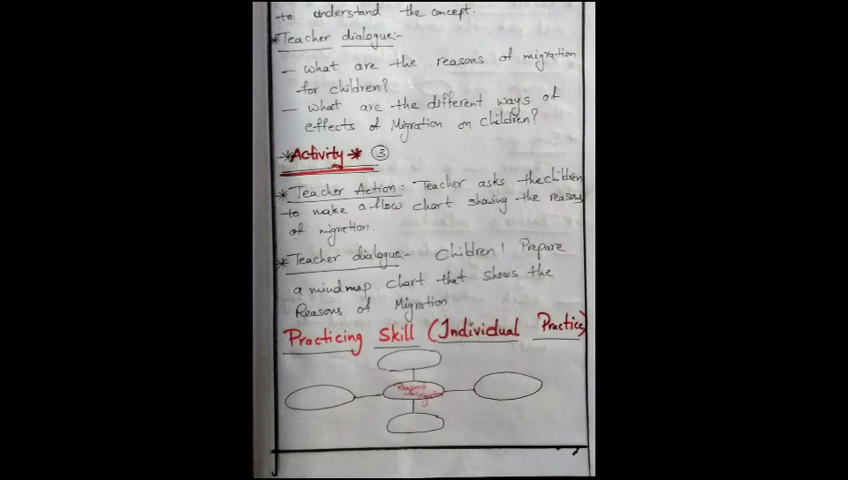 to understand the concept.
* Teacher dialogue:-
- What are the reasons of migration
for children?
- What are the different ways of
effects of Migration on children?
* Activity * 3
* Teacher Action: Teacher asks the children
to make a flow chart showing the reasons
of migration.
* Teacher dialogue:- Children! Prepare
a mindmap chart that shows the
Reasons of Migration
Practicing Skill (Individual Practice)
Reasons
of Migration